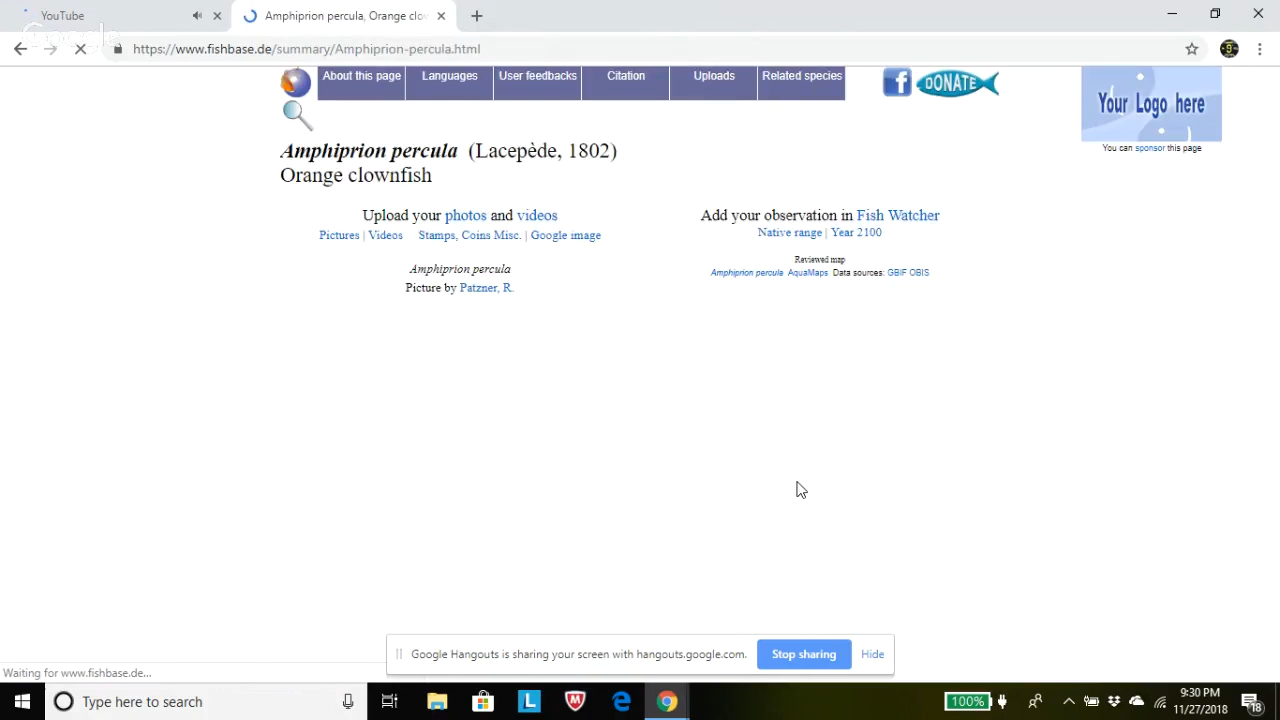 YouTube
Amphiprion percula, Orange clo
https://www.fishbase.de/summary/Amphiprion-percula.html
About this page
Languages
User feedbacks
Citation
Uploads
Related species
f
DONATE
Your Logo here
You can sponsor this page
Amphiprion percula (Lacepède, 1802)
Orange clownfish
Upload your photos and videos
Pictures | Videos Stamps, Coins Misc. | Google image
Amphiprion percula
Picture by Patzner, R.
Add your observation in Fish Watcher
Native range | Year 2100
Reviewed map
Amphiprion percula AquaMaps Data sources: GBIF OBIS
Google Hangouts is sharing your screen with hangouts.google.com.
Stop sharing
Hide
Waiting for www.fishbase.de...
Type here to search
L
100%
9:30 PM
11/27/2018
18